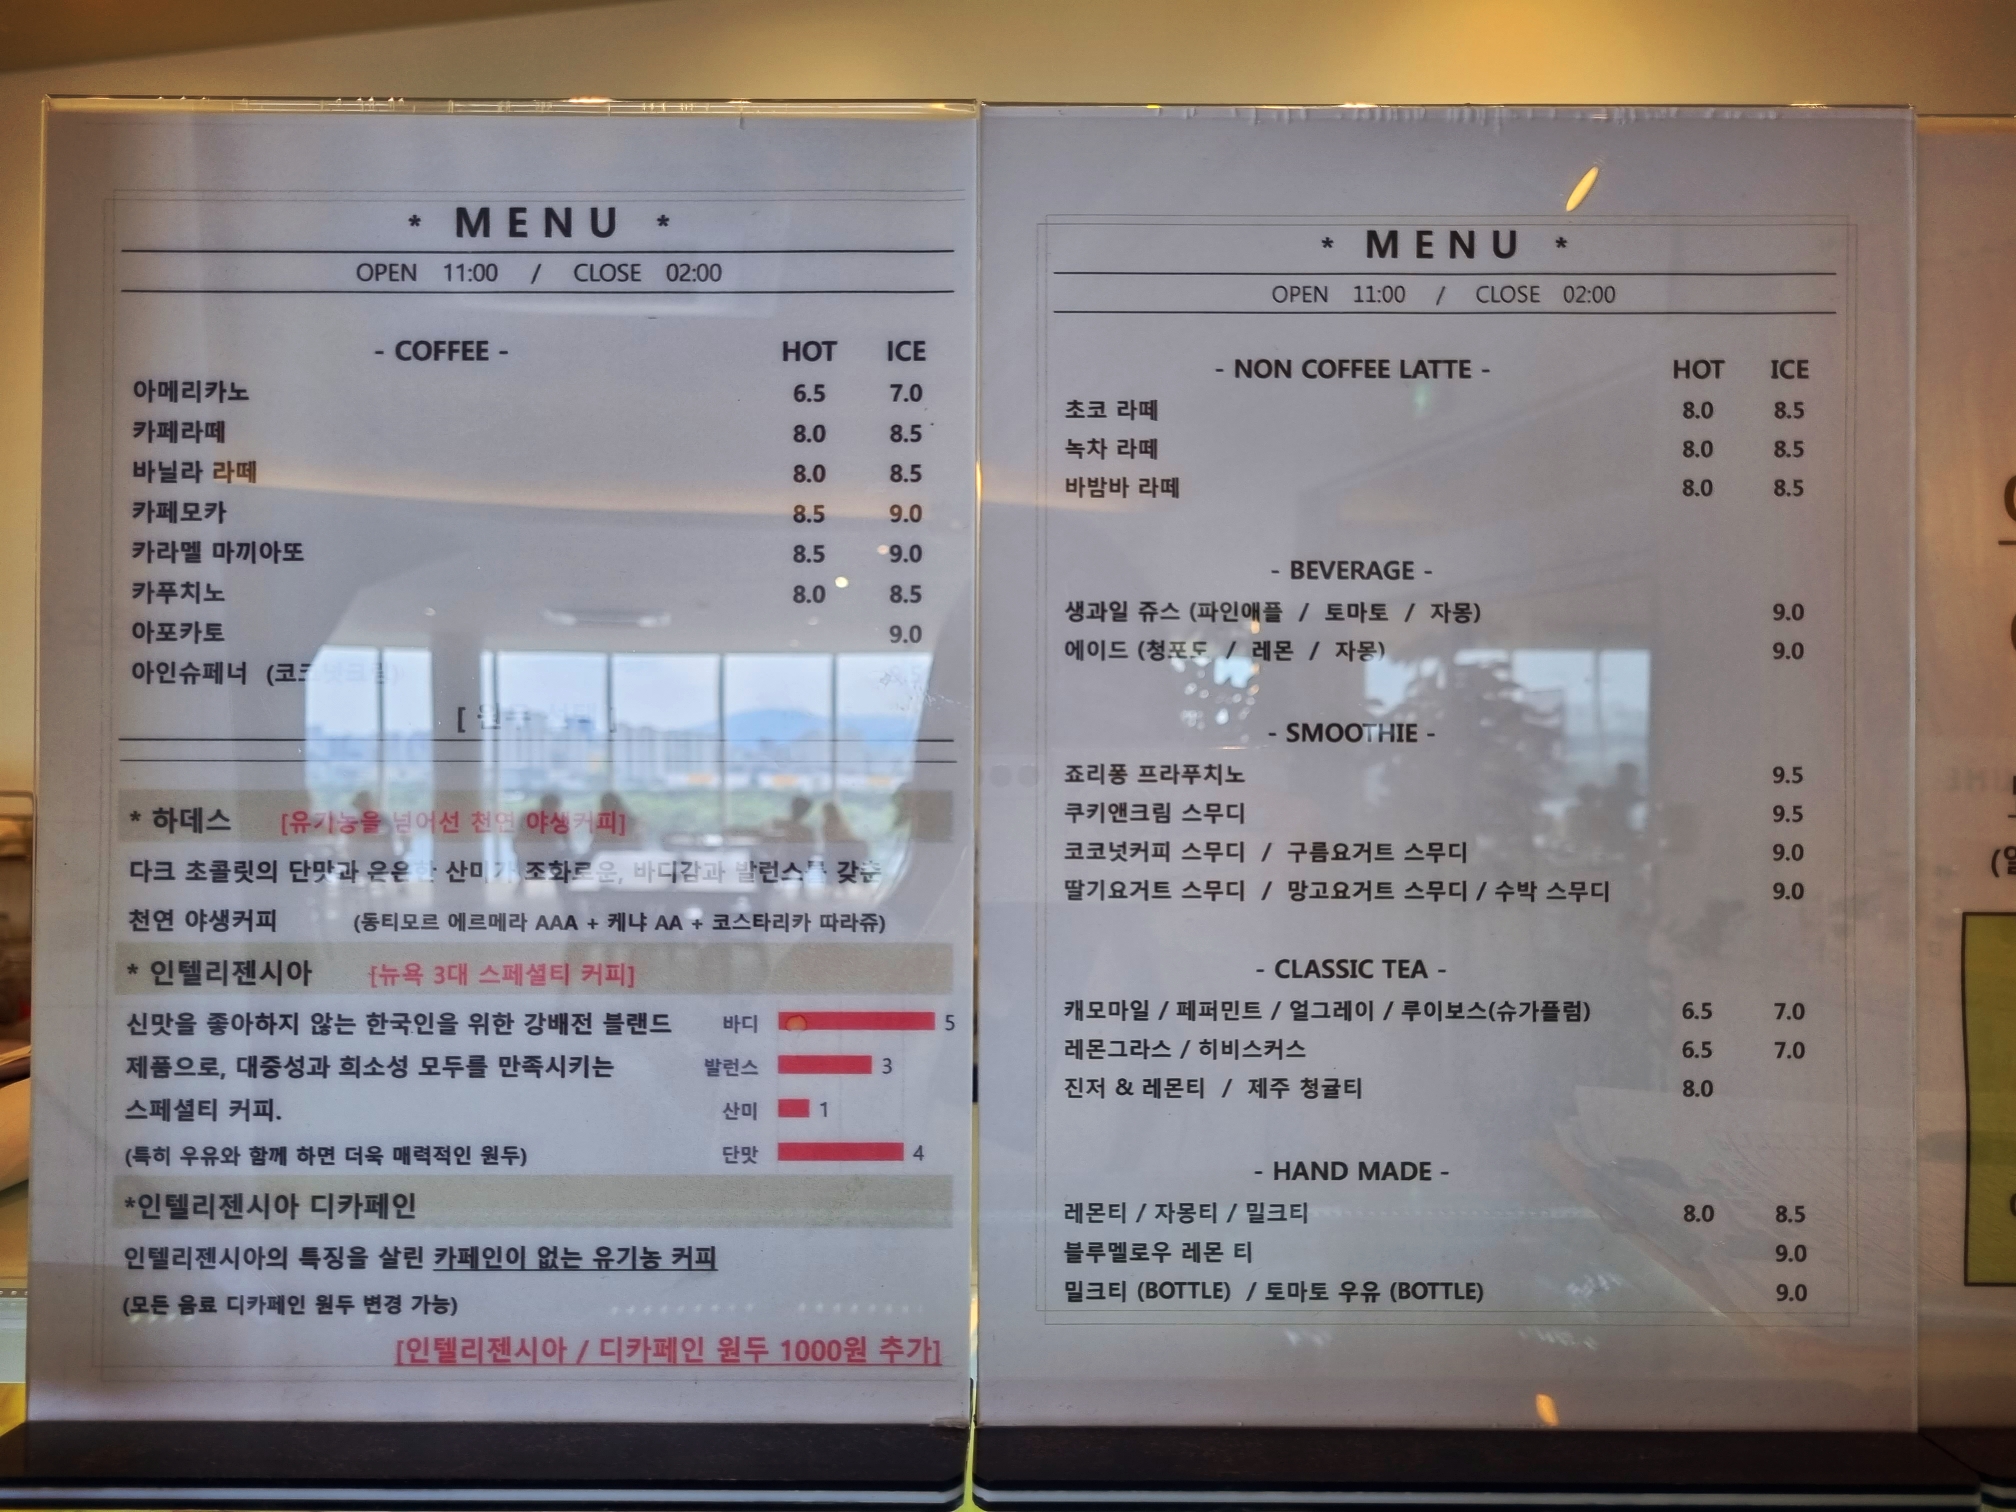 * MENU *
OPEN 11:00 / CLOSE 02:00
- COFFEE - HOT ICE
아메리카노 6.5 7.0
카페라떼 8.0 8.5
바닐라 라떼 8.0 8.5
카페모카 8.5 9.0
카라멜 마끼아또 8.5 9.0
카푸치노 8.0 8.5
아포카토 9.0
아인슈페너 (코코넛크림)
* 하데스 [유기농을 넘어선 천연 야생커피]
다크 초콜릿의 단맛과 은은한 산미가 조화로운, 바디감과 발런스를 갖춘
천연 야생커피 (동티모르 에르메라 AAA + 케냐 AA + 코스타리카 따라쥬)
* 인텔리젠시아 [뉴욕 3대 스페셜티 커피]
신맛을 좋아하지 않는 한국인을 위한 강배전 블랜드 바디 5
제품으로, 대중성과 희소성 모두를 만족시키는 발런스 3
스페셜티 커피. 산미 1
(특히 우유와 함께 하면 더욱 매력적인 원두) 단맛 4
*인텔리젠시아 디카페인
인텔리젠시아의 특징을 살린 카페인이 없는 유기농 커피
(모든 음료 디카페인 원두 변경 가능)
[인텔리젠시아 / 디카페인 원두 1000원 추가]
* MENU *
OPEN 11:00 / CLOSE 02:00
- NON COFFEE LATTE - HOT ICE
초코 라떼 8.0 8.5
녹차 라떼 8.0 8.5
바밤바 라떼 8.0 8.5
- BEVERAGE -
생과일 쥬스 (파인애플 / 토마토 / 자몽) 9.0
에이드 (청포도 / 레몬 / 자몽) 9.0
- SMOOTHIE -
죠리퐁 프라푸치노 9.5
쿠키앤크림 스무디 9.5
코코넛커피 스무디 / 구름요거트 스무디 9.0
딸기요거트 스무디 / 망고요거트 스무디 / 수박 스무디 9.0
- CLASSIC TEA -
캐모마일 / 페퍼민트 / 얼그레이 / 루이보스(슈가플럼) 6.5 7.0
레몬그라스 / 히비스커스 6.5 7.0
진저 & 레몬티 / 제주 청귤티 8.0
- HAND MADE -
레몬티 / 자몽티 / 밀크티 8.0 8.5
블루멜로우 레몬 티 9.0
밀크티 (BOTTLE) / 토마토 우유 (BOTTLE) 9.0